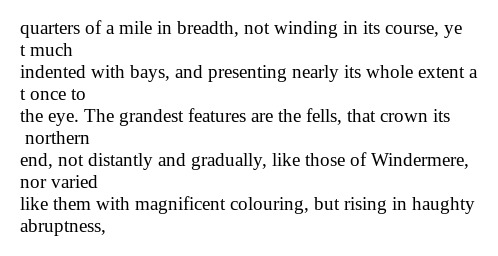 quarters of a mile in breadth, not winding in its course, ye
t much
indented with bays, and presenting nearly its whole extent a
t once to
the eye. The grandest features are the fells, that crown its
northern
end, not distantly and gradually, like those of Windermere,
nor varied
like them with magnificent colouring, but rising in haughty
abruptness,